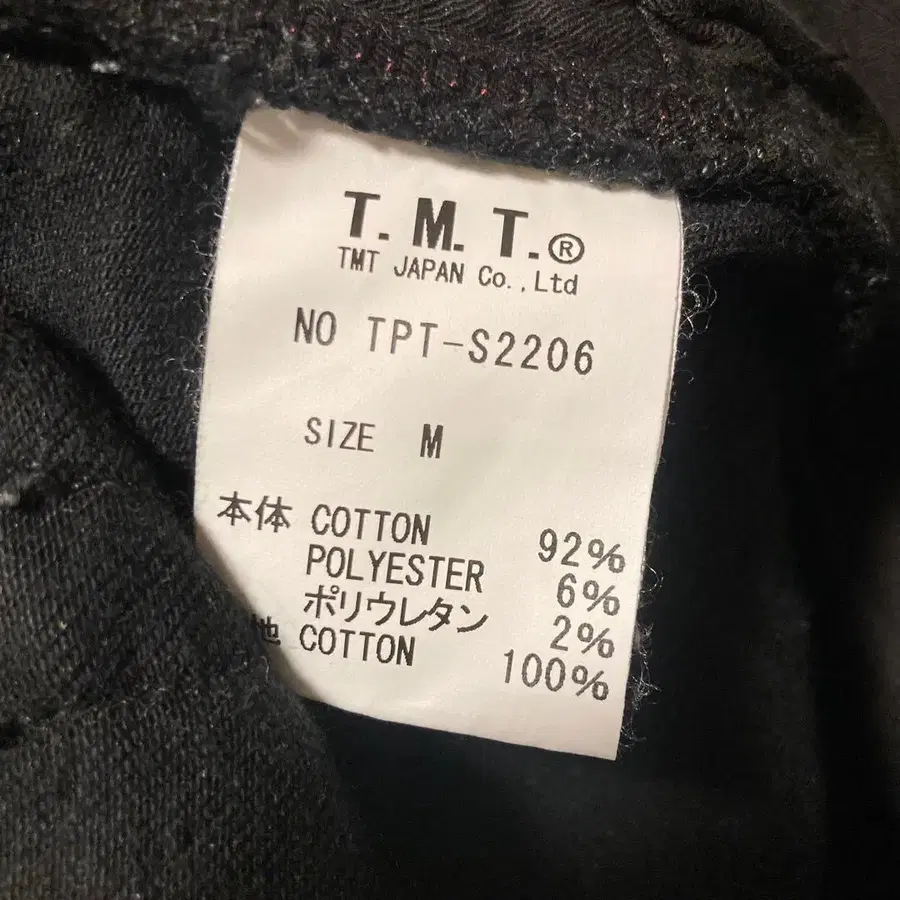 T.M.T.®
TMT JAPAN Co.,Ltd
NO TPT-S2206
SIZE M
本体 COTTON 92%
POLYESTER 6%
ポリウレタン 2%
地 COTTON 100%